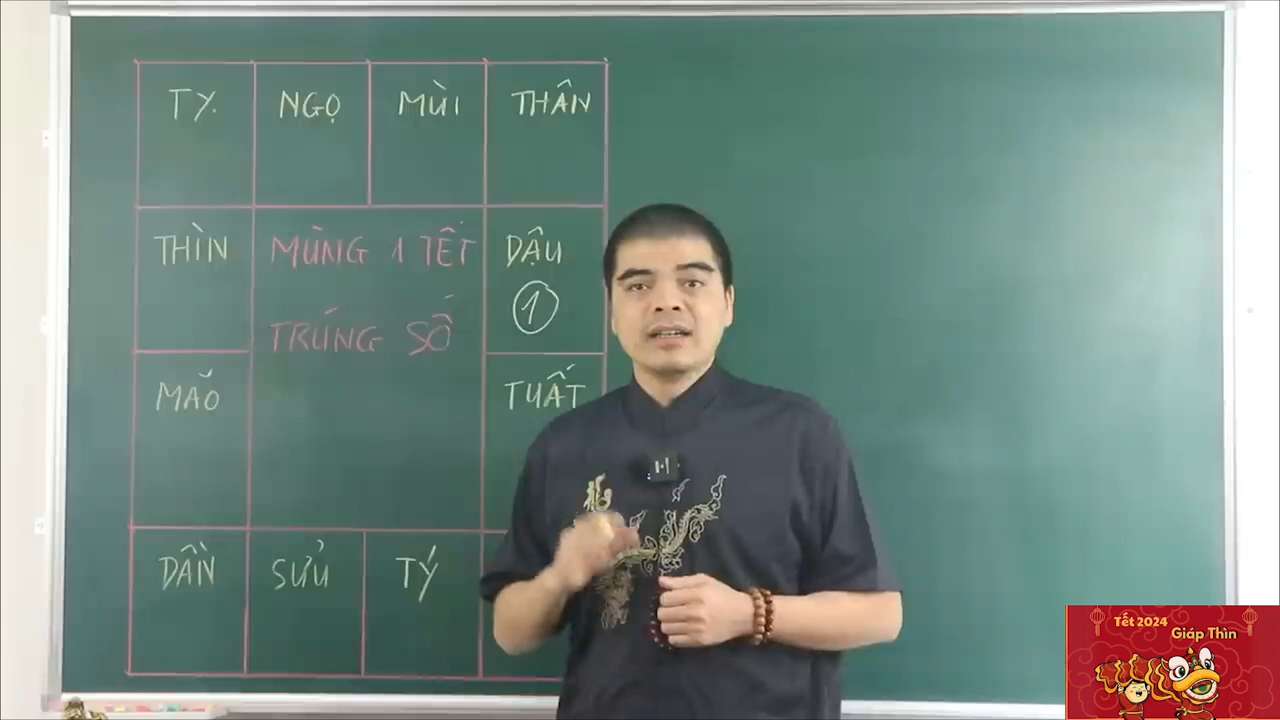 TỴ NGỌ MÙI THÂN
THÌN MÙNG 1 TẾT DẬU
TRÚNG SỐ 1
MÃO TUẤT
DẦN SỬU TÝ
Tết 2024
Giáp Thìn